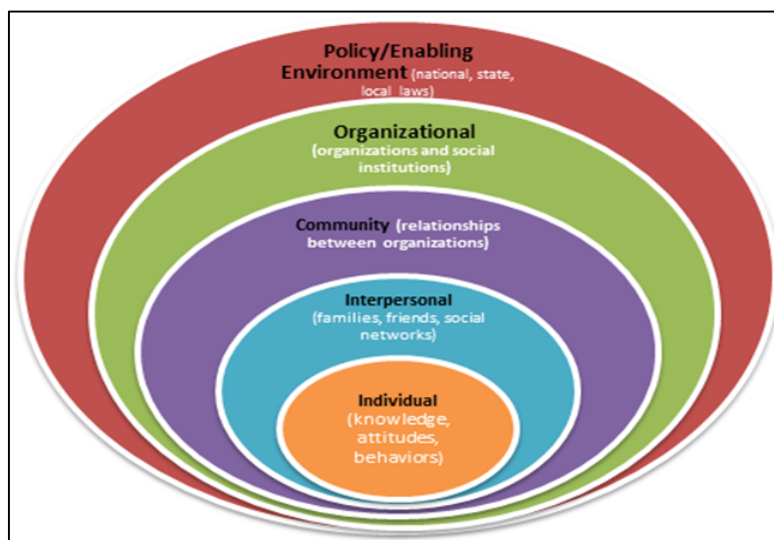 Policy/Enabling
Environment (national, state,
local laws)
Organizational
(organizations and social
institutions)
Community (relationships
between organizations)
Interpersonal
(families, friends, social
networks)
Individual
(knowledge,
attitudes,
behaviors)